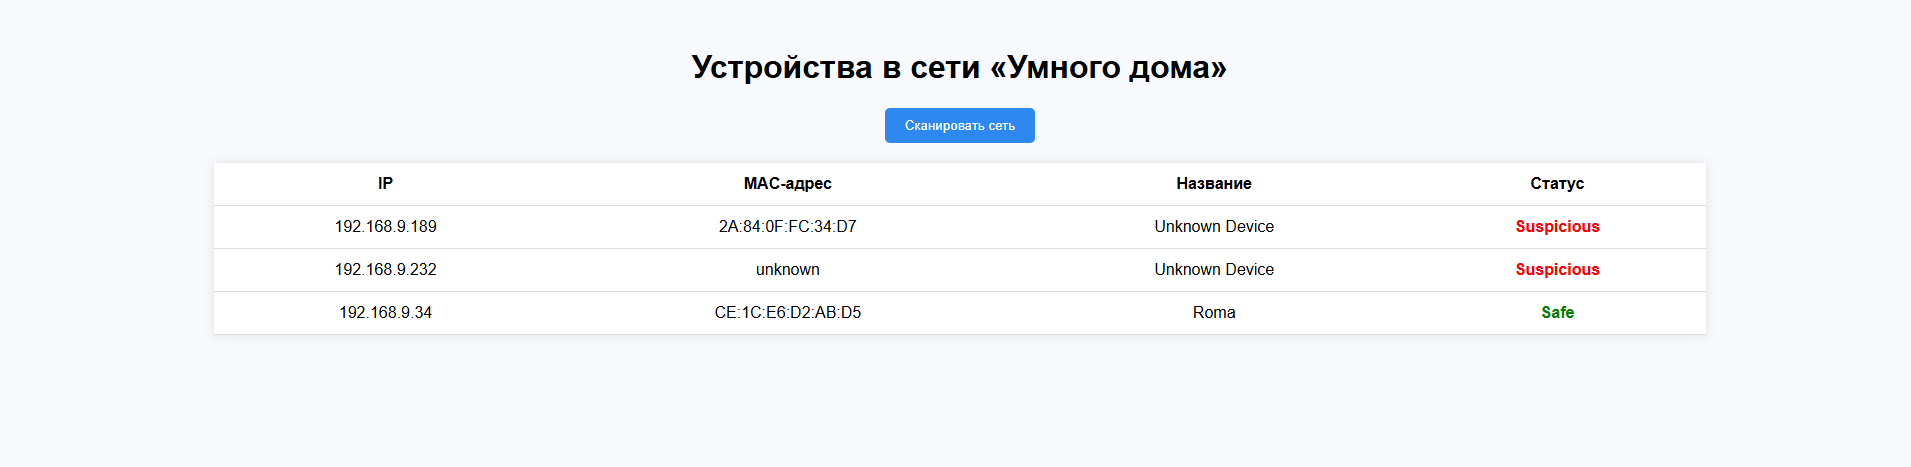 Устройства в сети «Умного дома»
Сканировать сеть
IP MAC-адрес Название Статус
192.168.9.189 2A:84:0F:FC:34:D7 Unknown Device Suspicious
192.168.9.232 unknown Unknown Device Suspicious
192.168.9.34 CE:1C:E6:D2:AB:D5 Roma Safe